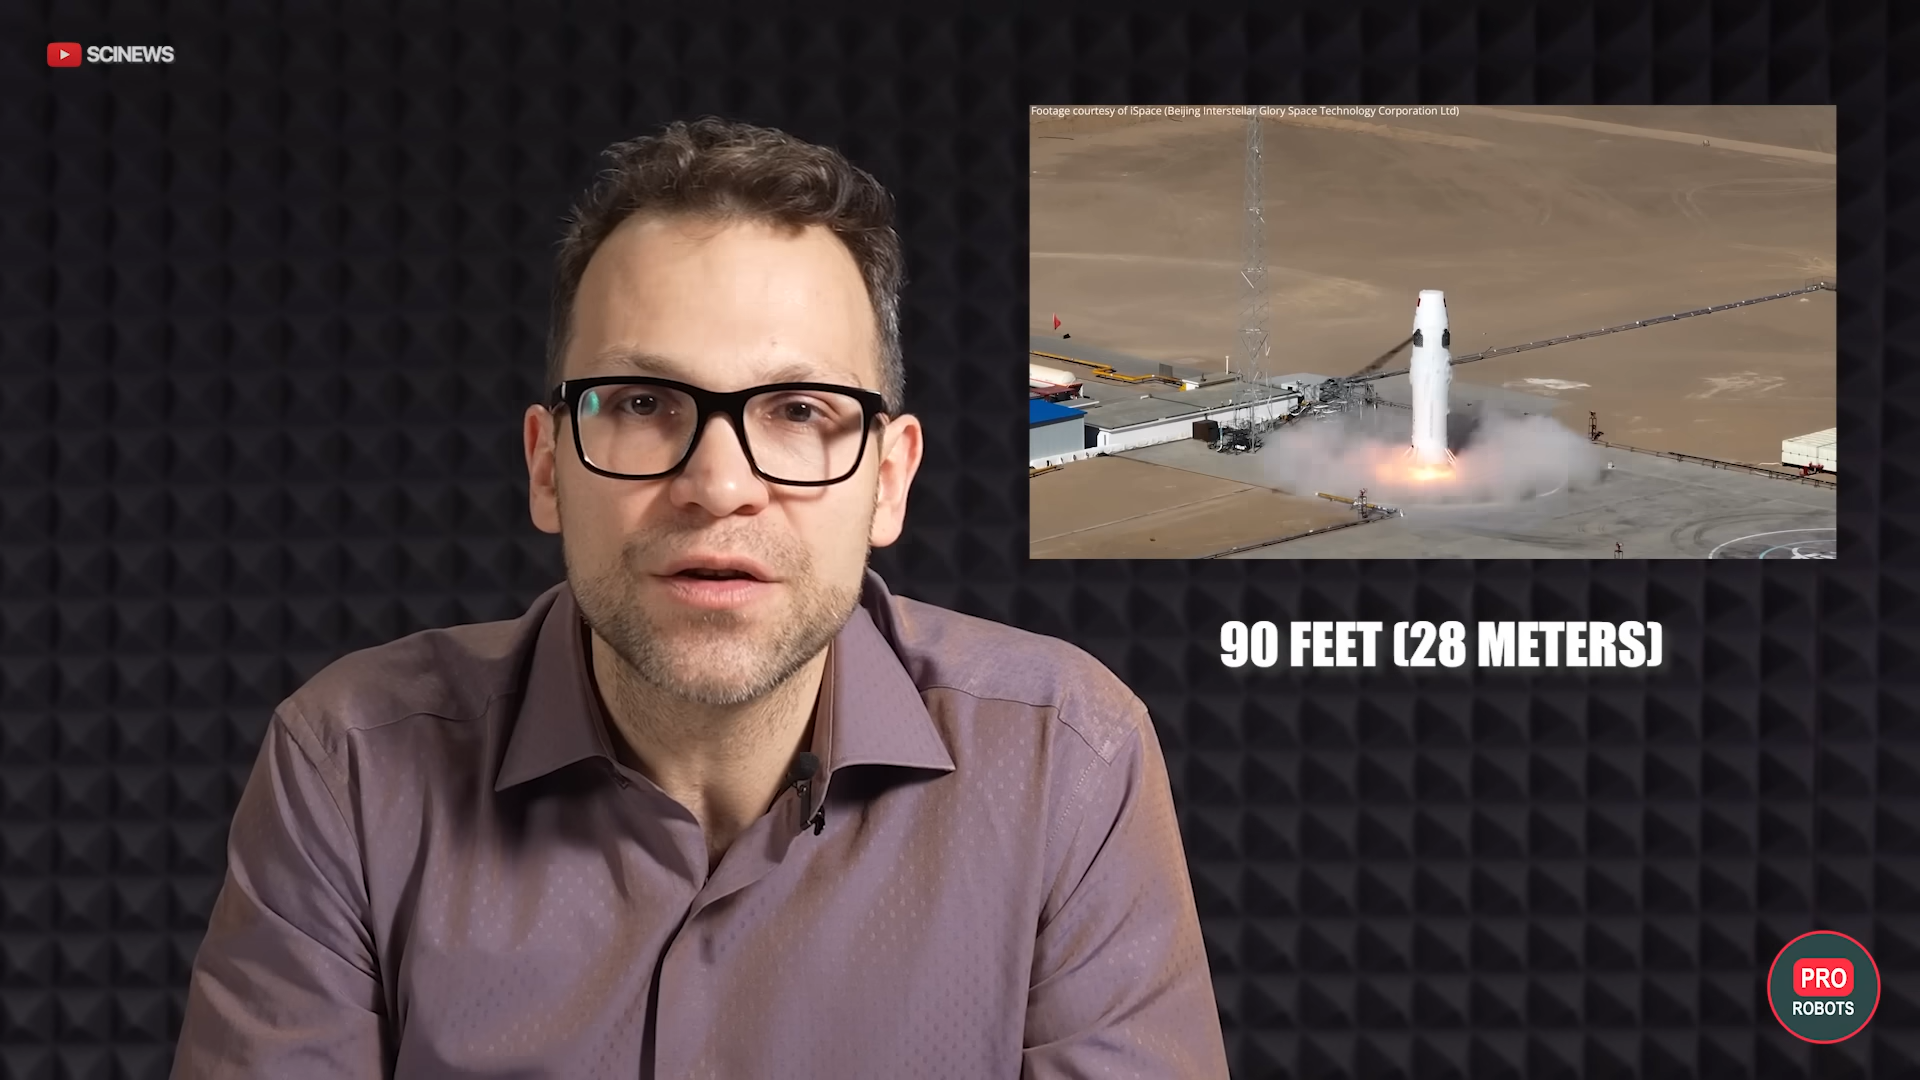 SCINEWS
Footage courtesy of iSpace (Beijing Interstellar Glory Space Technology Corporation Ltd)
90 FEET (28 METERS)
PRO
ROBOTS